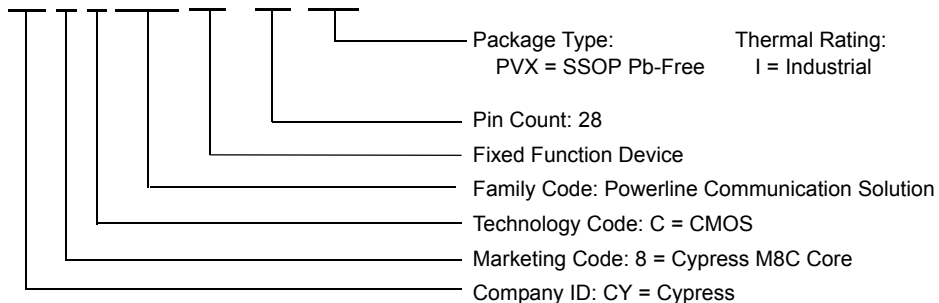 Package Type: Thermal Rating:
PVX = SSOP Pb-Free I = Industrial
Pin Count: 28
Fixed Function Device
Family Code: Powerline Communication Solution
Technology Code: C = CMOS
Marketing Code: 8 = Cypress M8C Core
Company ID: CY = Cypress